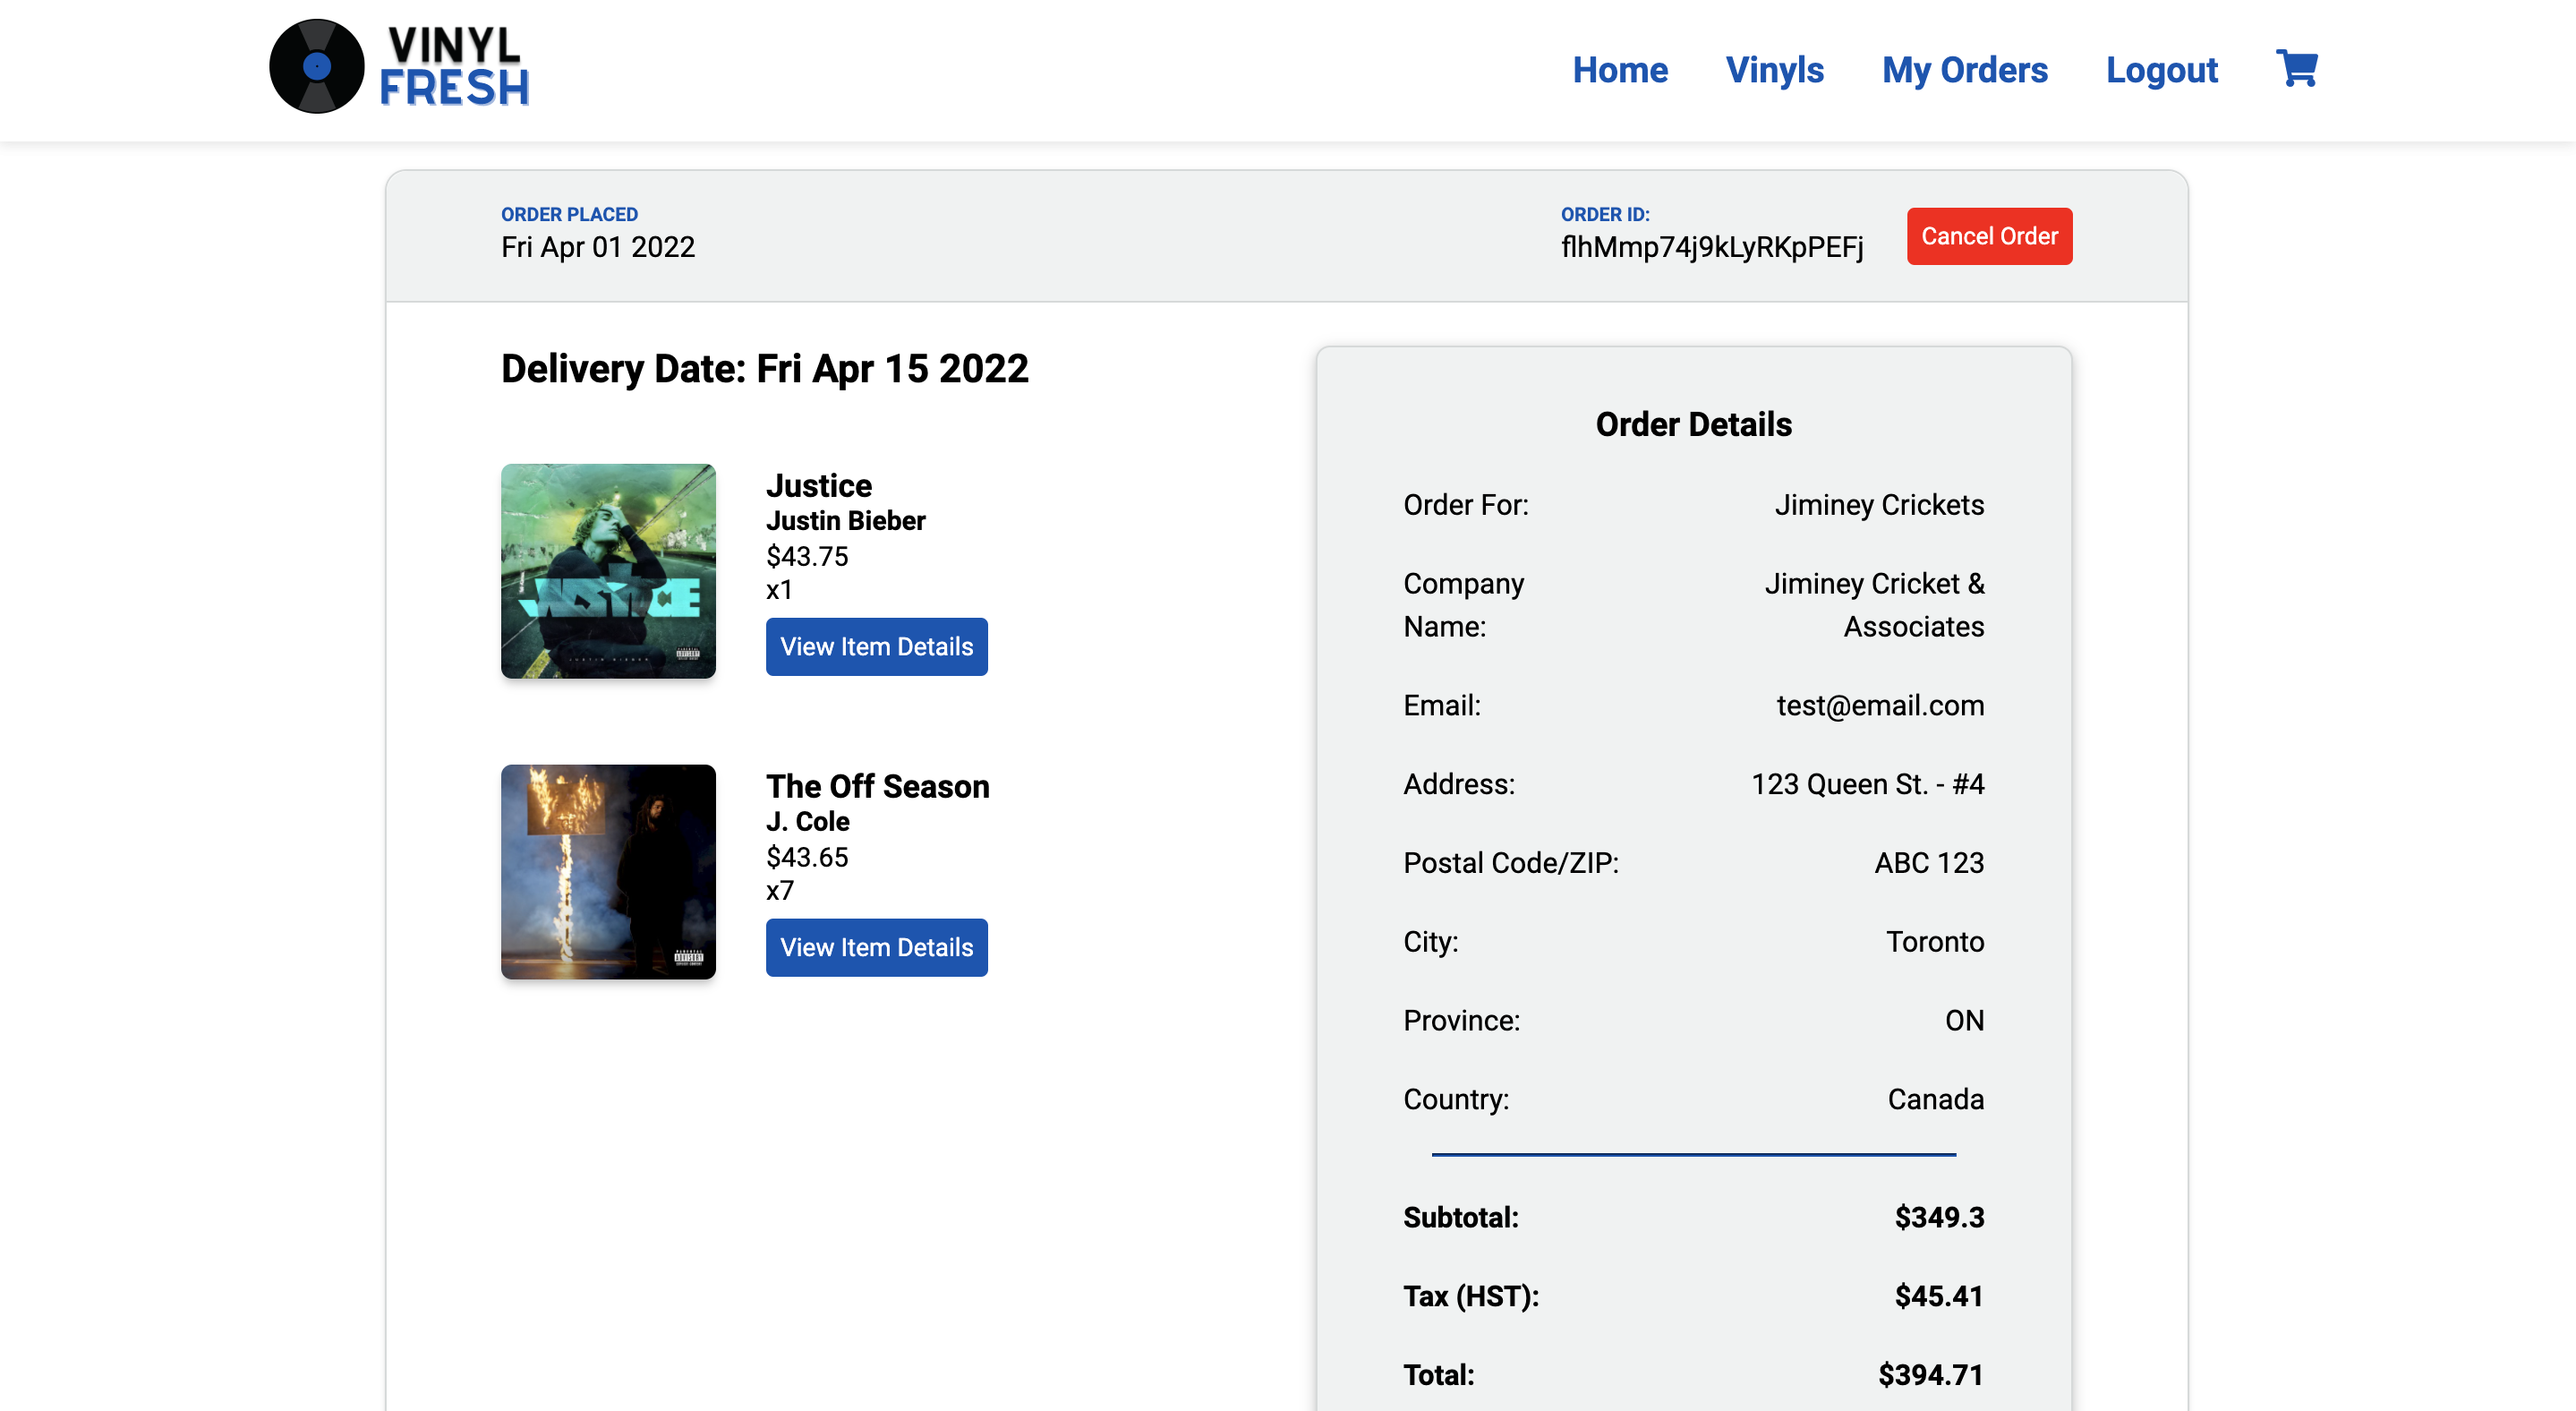 VINYL
FRESH
Home Vinyls My Orders Logout
ORDER PLACED
Fri Apr 01 2022
ORDER ID:
flhMmp74j9kLyRKpPEFj
Cancel Order
Delivery Date: Fri Apr 15 2022
JUSTICE
JUSTIN BIEBER
Justice
Justin Bieber
$43.75
x1
View Item Details
The Off Season
J. Cole
$43.65
x7
View Item Details
Order Details
Order For: Jiminey Crickets
Company Jiminey Cricket &
Name: Associates
Email: test@email.com
Address: 123 Queen St. - #4
Postal Code/ZIP: ABC 123
City: Toronto
Province: ON
Country: Canada
Subtotal: $349.3
Tax (HST): $45.41
Total: $394.71